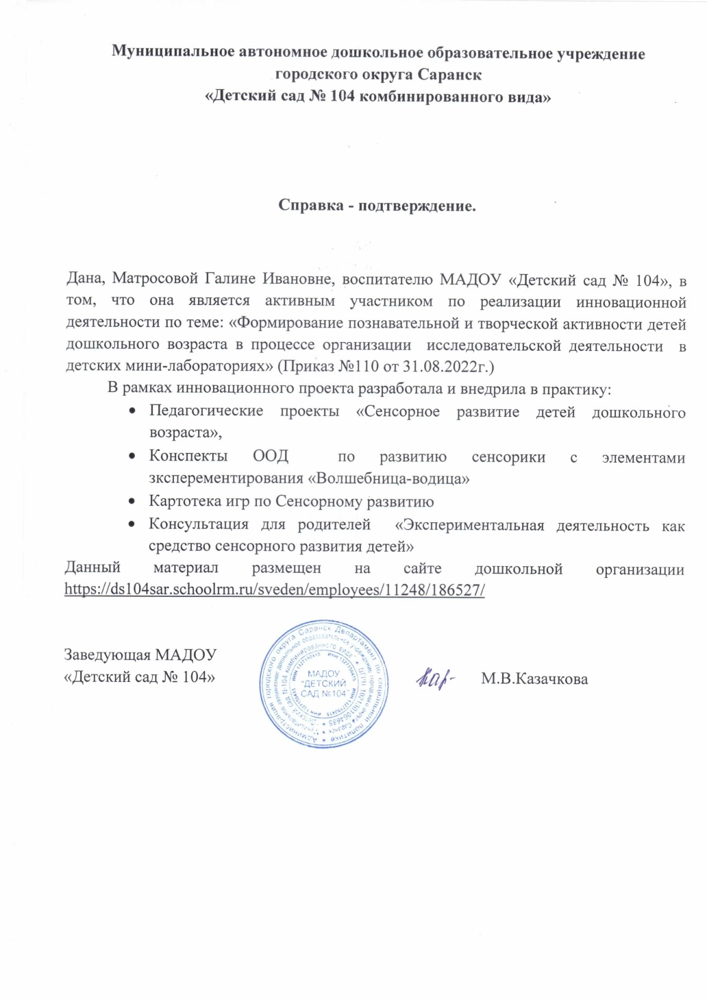 Муниципальное автономное дошкольное образовательное учреждение
городского округа Саранск
«Детский сад № 104 комбинированного вида»
Справка - подтверждение.
Дана, Матросовой Галине Ивановне, воспитателю МАДОУ «Детский сад № 104», в
том, что она является активным участником по реализации инновационной
деятельности по теме: «Формирование познавательной и творческой активности детей
дошкольного возраста в процессе организации исследовательской деятельности в
детских мини-лабораториях» (Приказ №110 от 31.08.2022г.)
В рамках инновационного проекта разработала и внедрила в практику:
• Педагогические проекты «Сенсорное развитие детей дошкольного
возраста»,
• Конспекты ООД по развитию сенсорики с элементами
зксперементирования «Волшебница-водица»
• Картотека игр по Сенсорному развитию
• Консультация для родителей «Экспериментальная деятельность как
средство сенсорного развития детей»
Данный материал размещен на сайте дошкольной организации
https://ds104sar.schoolrm.ru/sveden/employees/11248/186527/
Заведующая МАДОУ
«Детский сад № 104»
М.В.Казачкова
МАДОУ
"ДЕТСКИЙ
САД №104"